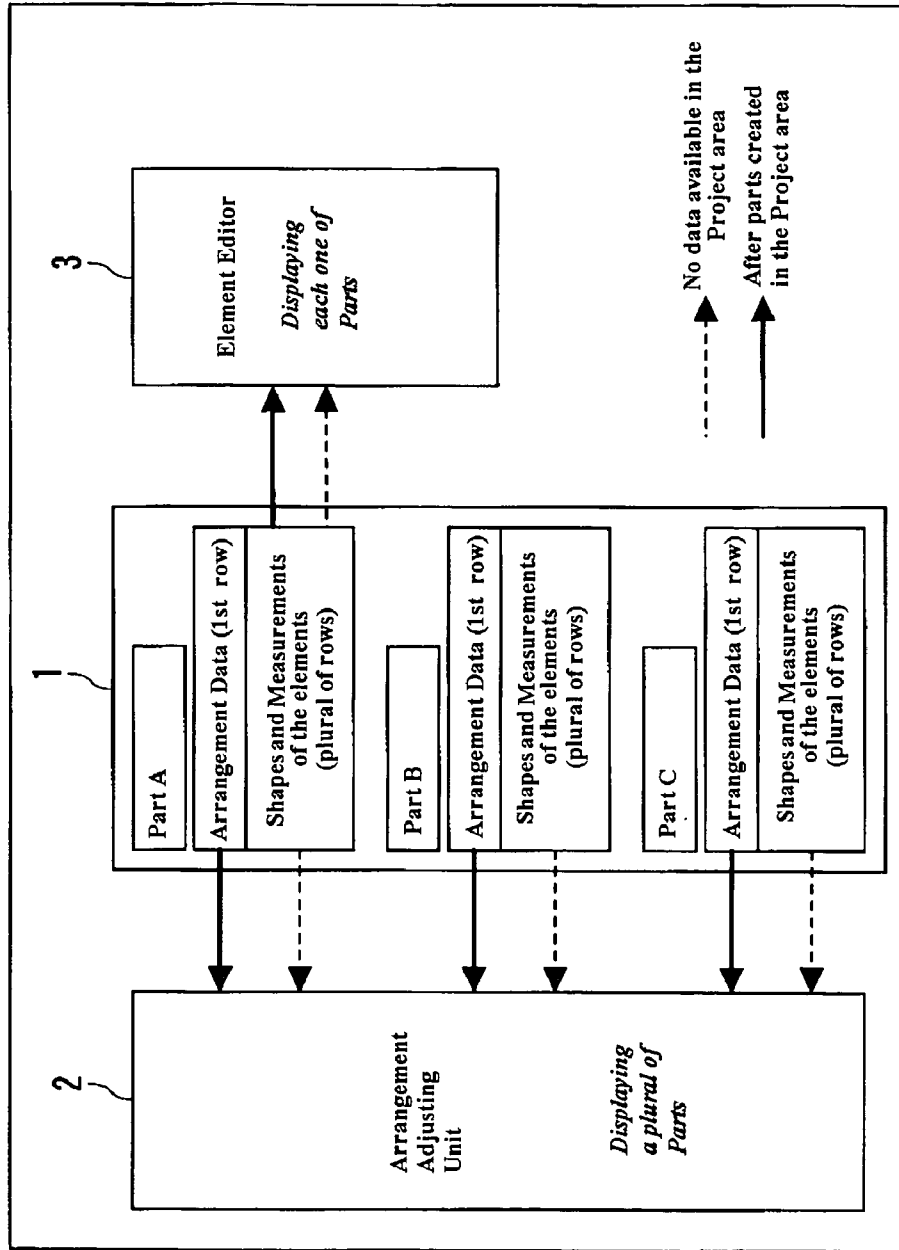 1
2
3
Arrangement
Adjusting
Unit
Displaying
a plural of
Parts
Part A
Arrangement Data (1st row)
Shapes and Measurements
of the elements
(plural of rows)
Part B
Arrangement Data (1st row)
Shapes and Measurements
of the elements
(plural of rows)
Part C
Arrangement Data (1st row)
Shapes and Measurements
of the elements
(plural of rows)
Element Editor
Displaying
each one of
Parts
No data available in the
Project area
After parts created
in the Project area